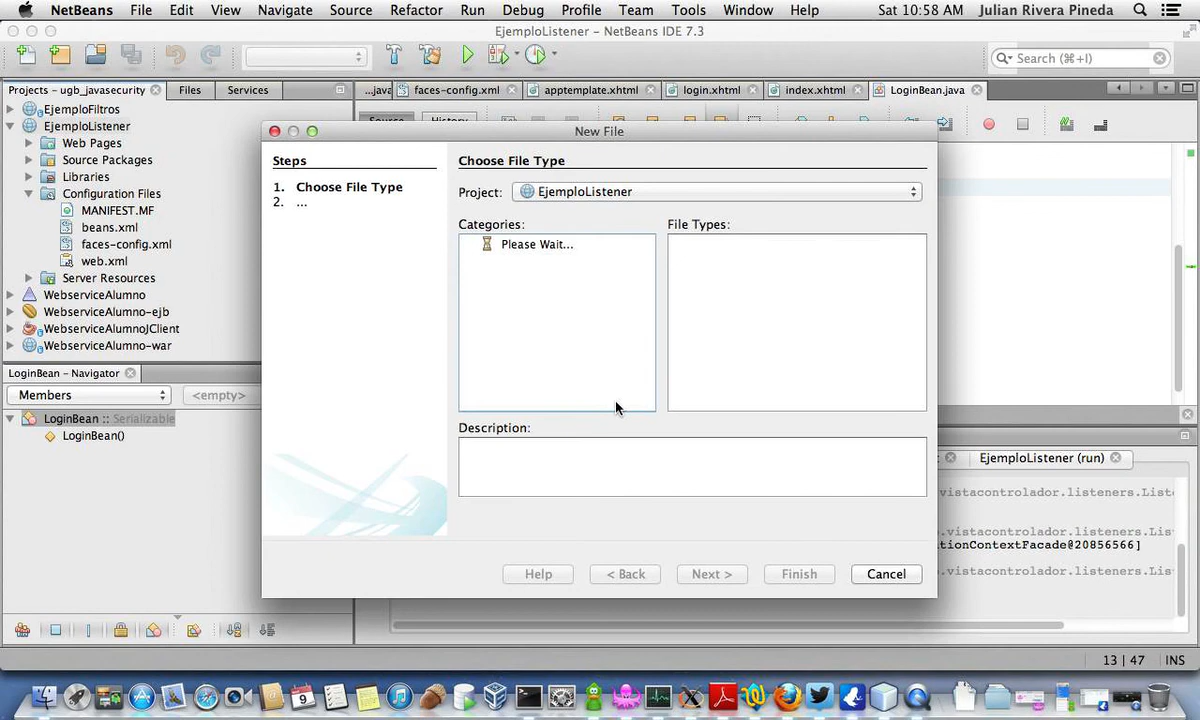 NetBeans File Edit View Navigate Source Refactor Run Debug Profile Team Tools Window Help Sat 10:58 AM Julian Rivera Pineda
EjemploListener – NetBeans IDE 7.3
Search (⌘+I)
Projects – ugb_javasecurity Files Services
...java faces-config.xml apptemplate.xhtml login.xhtml index.xhtml LoginBean.java
Source History
EjemploFiltros
EjemploListener
Web Pages
Source Packages
Libraries
Configuration Files
MANIFEST.MF
beans.xml
faces-config.xml
web.xml
Server Resources
WebserviceAlumno
WebserviceAlumno-ejb
WebserviceAlumnoJClient
WebserviceAlumno-war
LoginBean – Navigator
Members <empty>
LoginBean :: Serializable
LoginBean()
New File
Steps
1. Choose File Type
2. ...
Choose File Type
Project: EjemploListener
Categories: File Types:
Please Wait...
Description:
Help < Back Next > Finish Cancel
EjemploListener (run)
.vistacontrolador.listeners.List
.vistacontrolador.listeners.Lis
tionContextFacade@20856566]
.vistacontrolador.listeners.Lis
13 | 47 INS